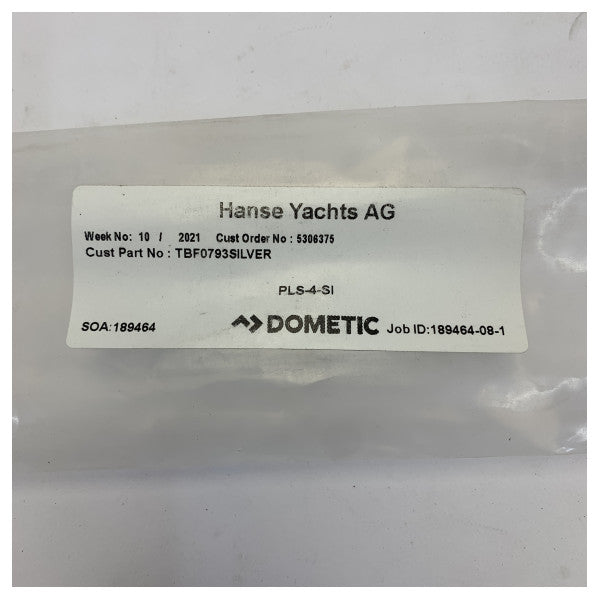 Hanse Yachts AG
Week No: 10 / 2021 Cust Order No : 5306375
Cust Part No : TBF0793SILVER
PLS-4-SI
SOA:189464 DOMETIC Job ID:189464-08-1